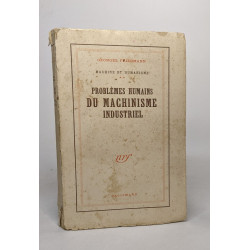 GEORGES FRIEDMANN
MACHINE ET HUMANISME
PROBLÈMES HUMAINS
DU MACHINISME
INDUSTRIEL
nrf